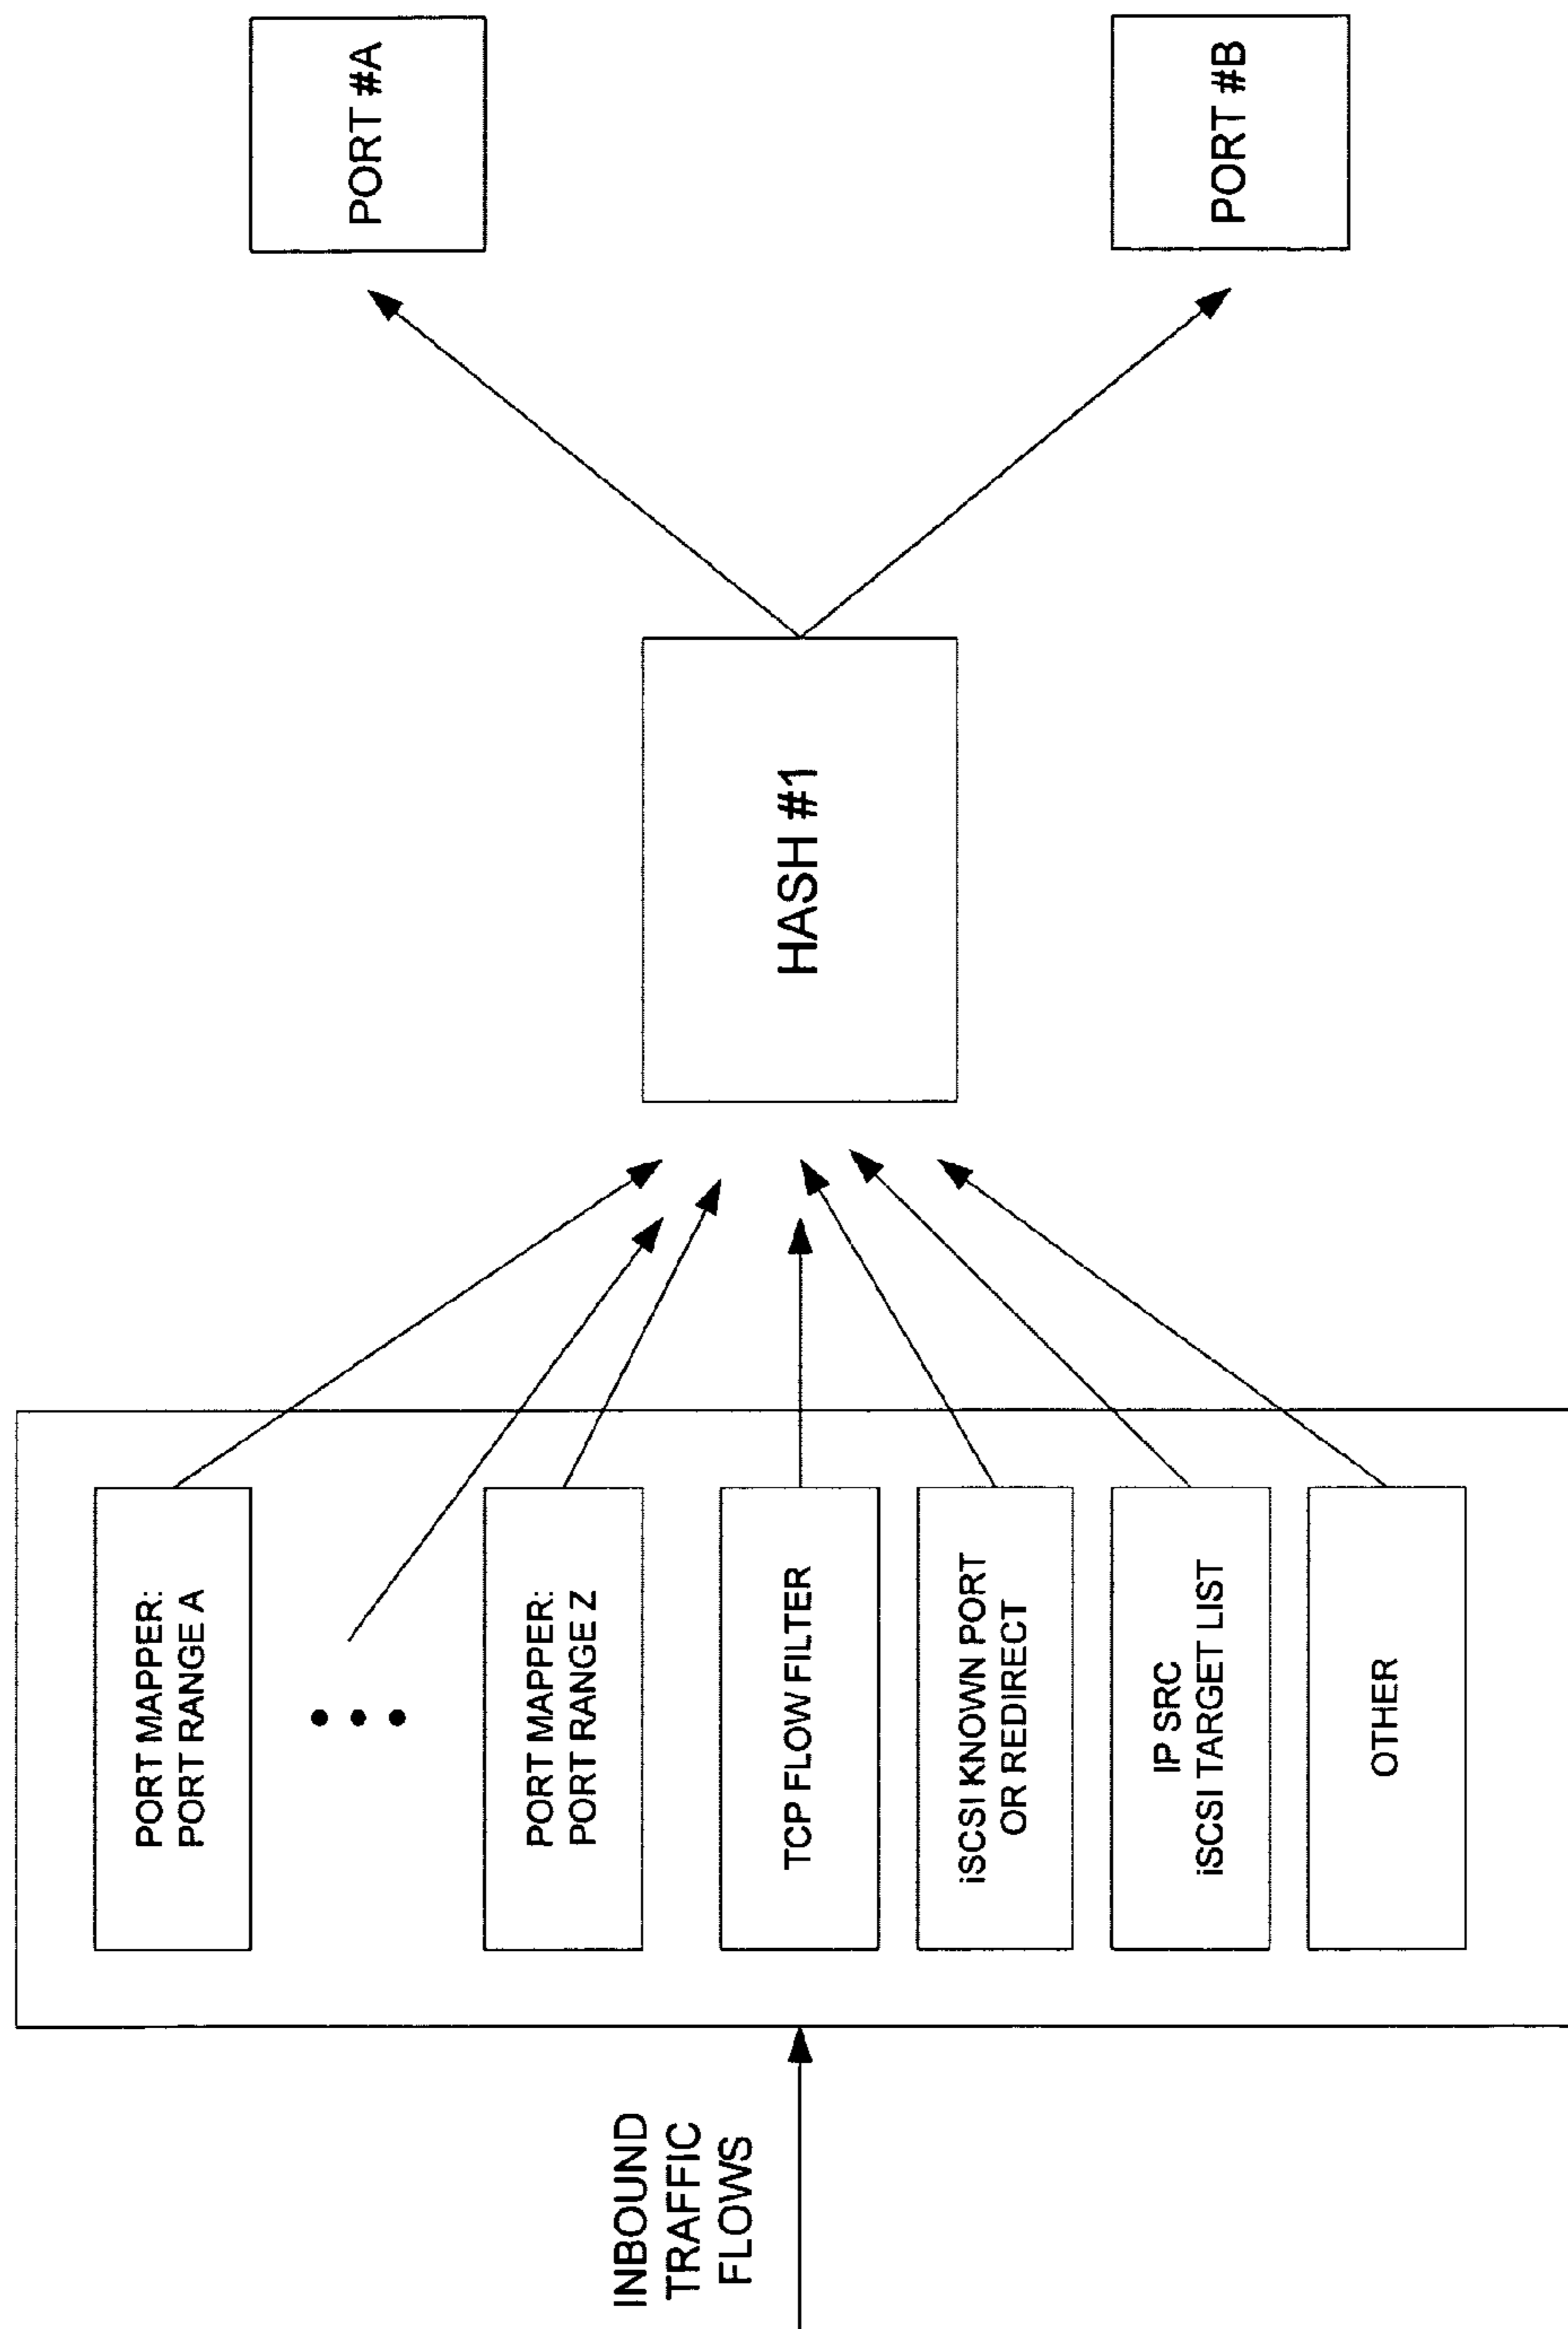 INBOUND
TRAFFIC
FLOWS
PORT MAPPER:
PORT RANGE A
PORT MAPPER:
PORT RANGE Z
TCP FLOW FILTER
iSCSI KNOWN PORT
OR REDIRECT
IP SRC
iSCSI TARGET LIST
OTHER
HASH #1
PORT #A
PORT #B